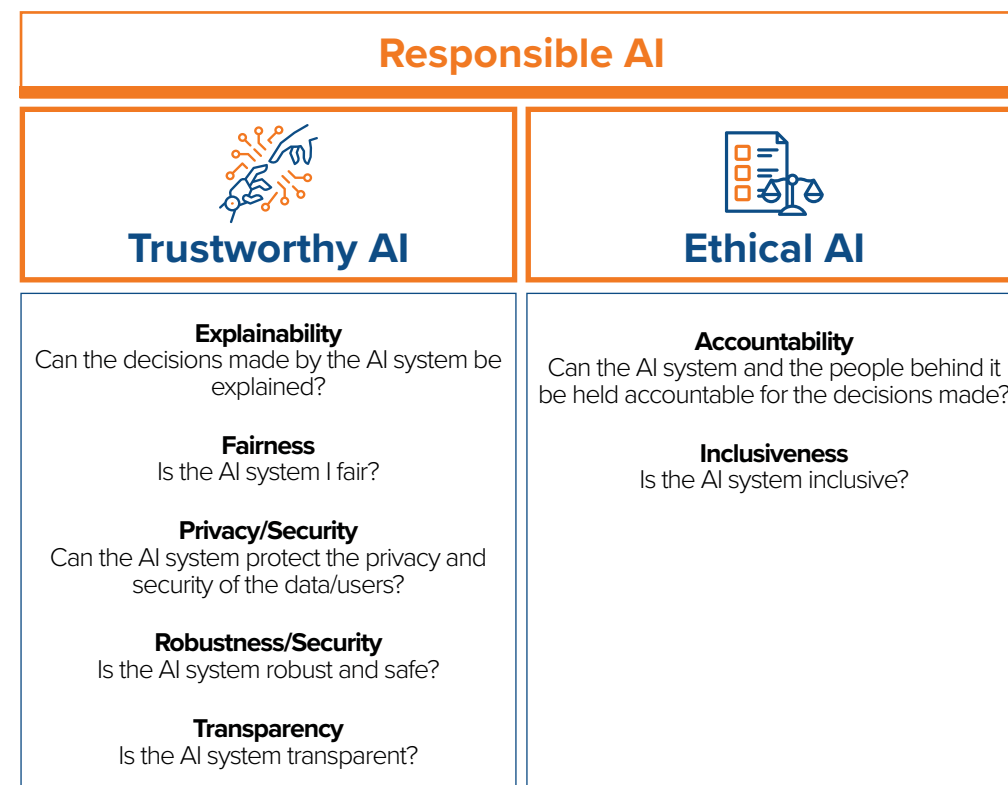 Responsible AI
Trustworthy AI
Explainability
Can the decisions made by the AI system be
explained?
Fairness
Is the AI system I fair?
Privacy/Security
Can the AI system protect the privacy and
security of the data/users?
Robustness/Security
Is the AI system robust and safe?
Transparency
Is the AI system transparent?
Ethical AI
Accountability
Can the AI system and the people behind it
be held accountable for the decisions made?
Inclusiveness
Is the AI system inclusive?